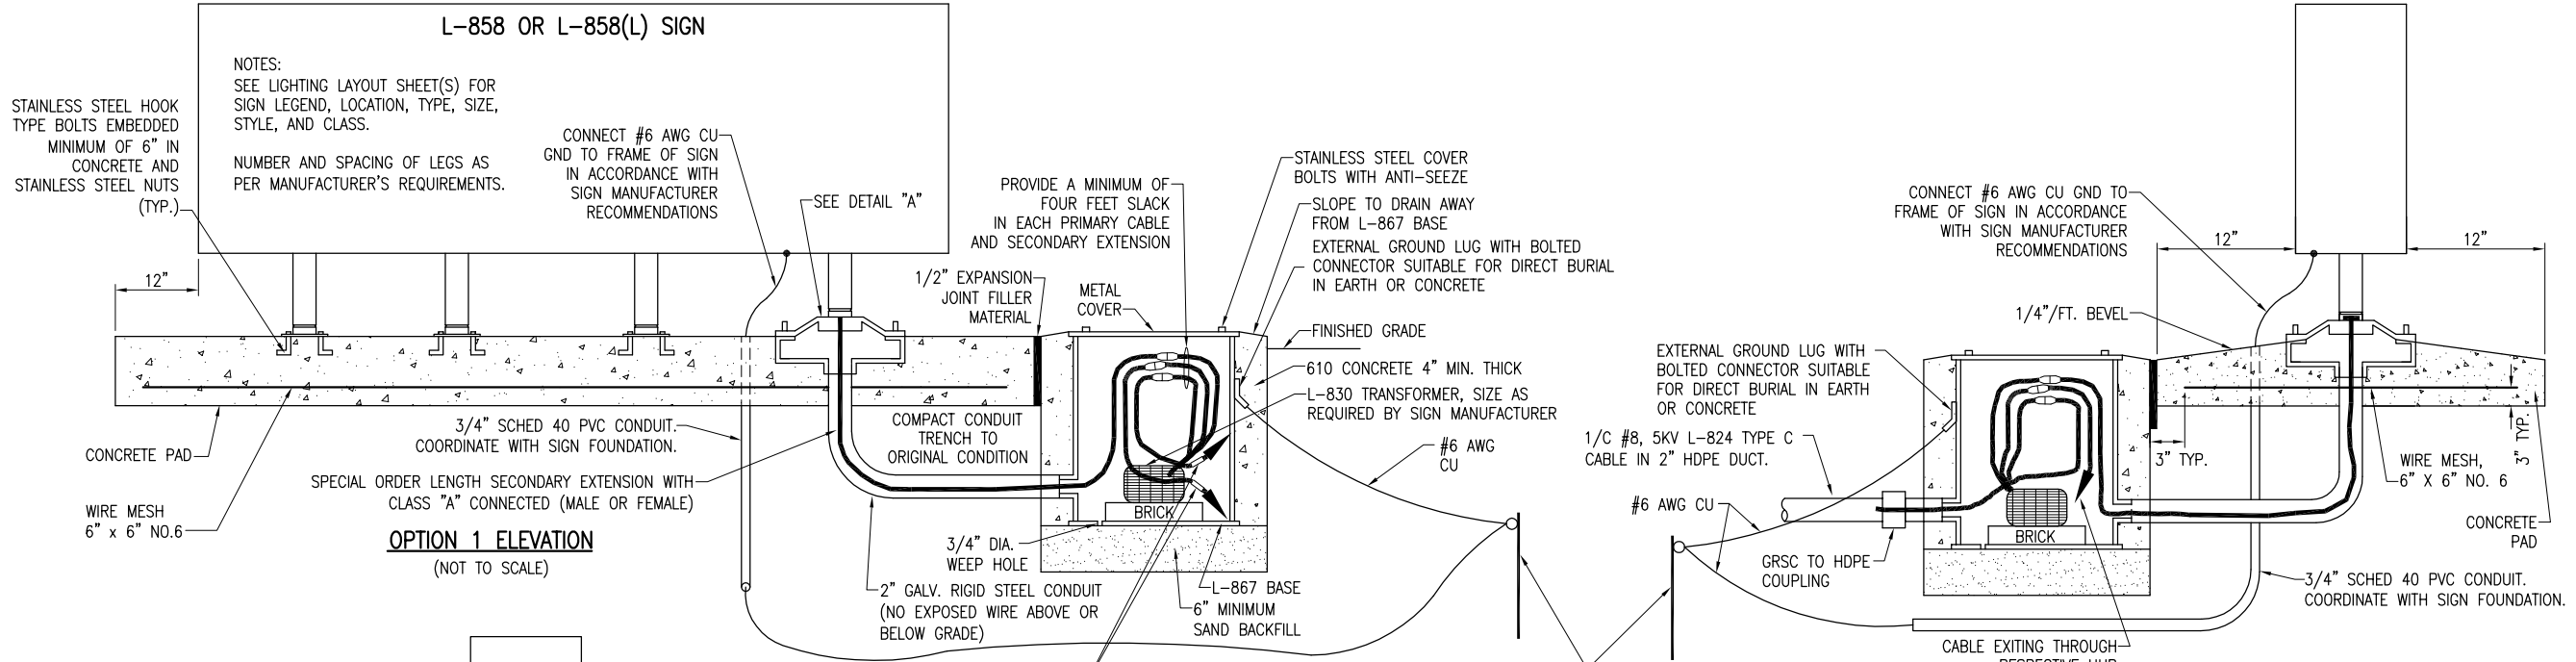 L-858 OR L-858(L) SIGN
NOTES:
SEE LIGHTING LAYOUT SHEET(S) FOR
SIGN LEGEND, LOCATION, TYPE, SIZE,
STYLE, AND CLASS.
NUMBER AND SPACING OF LEGS AS
PER MANUFACTURER'S REQUIREMENTS.
STAINLESS STEEL HOOK
TYPE BOLTS EMBEDDED
MINIMUM OF 6" IN
CONCRETE AND
STAINLESS STEEL NUTS
(TYP.)
12"
CONNECT #6 AWG CU
GND TO FRAME OF SIGN
IN ACCORDANCE WITH
SIGN MANUFACTURER
RECOMMENDATIONS
SEE DETAIL "A"
PROVIDE A MINIMUM OF
FOUR FEET SLACK
IN EACH PRIMARY CABLE
AND SECONDARY EXTENSION
1/2" EXPANSION
JOINT FILLER
MATERIAL
METAL
COVER
STAINLESS STEEL COVER
BOLTS WITH ANTI-SEEZE
SLOPE TO DRAIN AWAY
FROM L-867 BASE
EXTERNAL GROUND LUG WITH BOLTED
CONNECTOR SUITABLE FOR DIRECT BURIAL
IN EARTH OR CONCRETE
FINISHED GRADE
610 CONCRETE 4" MIN. THICK
L-830 TRANSFORMER, SIZE AS
REQUIRED BY SIGN MANUFACTURER
#6 AWG
CU
CONCRETE PAD
WIRE MESH
6" x 6" NO.6
3/4" SCHED 40 PVC CONDUIT.
COORDINATE WITH SIGN FOUNDATION.
SPECIAL ORDER LENGTH SECONDARY EXTENSION WITH
CLASS "A" CONNECTED (MALE OR FEMALE)
COMPACT CONDUIT
TRENCH TO
ORIGINAL CONDITION
OPTION 1 ELEVATION
(NOT TO SCALE)
BRICK
3/4" DIA.
WEEP HOLE
2" GALV. RIGID STEEL CONDUIT
(NO EXPOSED WIRE ABOVE OR
BELOW GRADE)
L-867 BASE
6" MINIMUM
SAND BACKFILL
CONNECT #6 AWG CU GND TO
FRAME OF SIGN IN ACCORDANCE
WITH SIGN MANUFACTURER
RECOMMENDATIONS
12"
12"
1/4"/FT. BEVEL
EXTERNAL GROUND LUG WITH
BOLTED CONNECTOR SUITABLE
FOR DIRECT BURIAL IN EARTH
OR CONCRETE
1/C #8, 5KV L-824 TYPE C
CABLE IN 2" HDPE DUCT.
#6 AWG CU
GRSC TO HDPE
COUPLING
BRICK
3" TYP.
3" TYP.
WIRE MESH,
6" X 6" NO. 6
CONCRETE
PAD
3/4" SCHED 40 PVC CONDUIT.
COORDINATE WITH SIGN FOUNDATION.
CABLE EXITING THROUGH